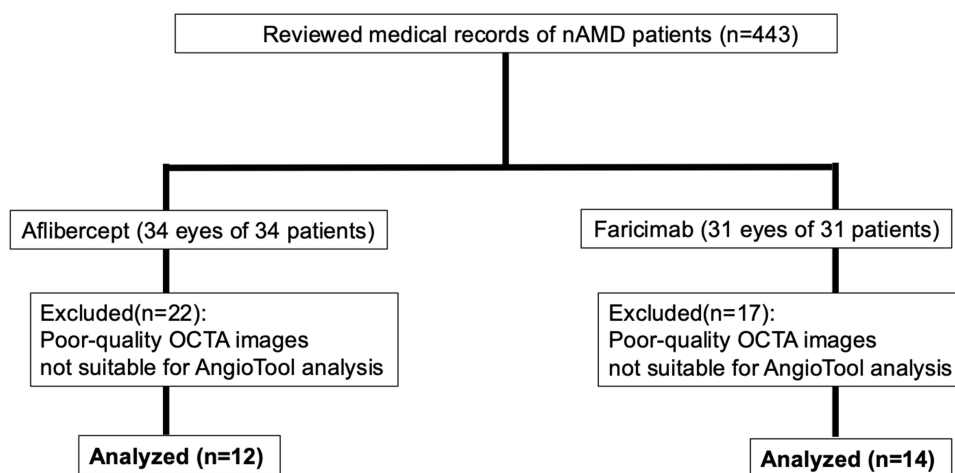 Reviewed medical records of nAMD patients (n=443)
Aflibercept (34 eyes of 34 patients)
Faricimab (31 eyes of 31 patients)
Excluded(n=22):
Poor-quality OCTA images
not suitable for AngioTool analysis
Excluded(n=17):
Poor-quality OCTA images
not suitable for AngioTool analysis
Analyzed (n=12)
Analyzed (n=14)